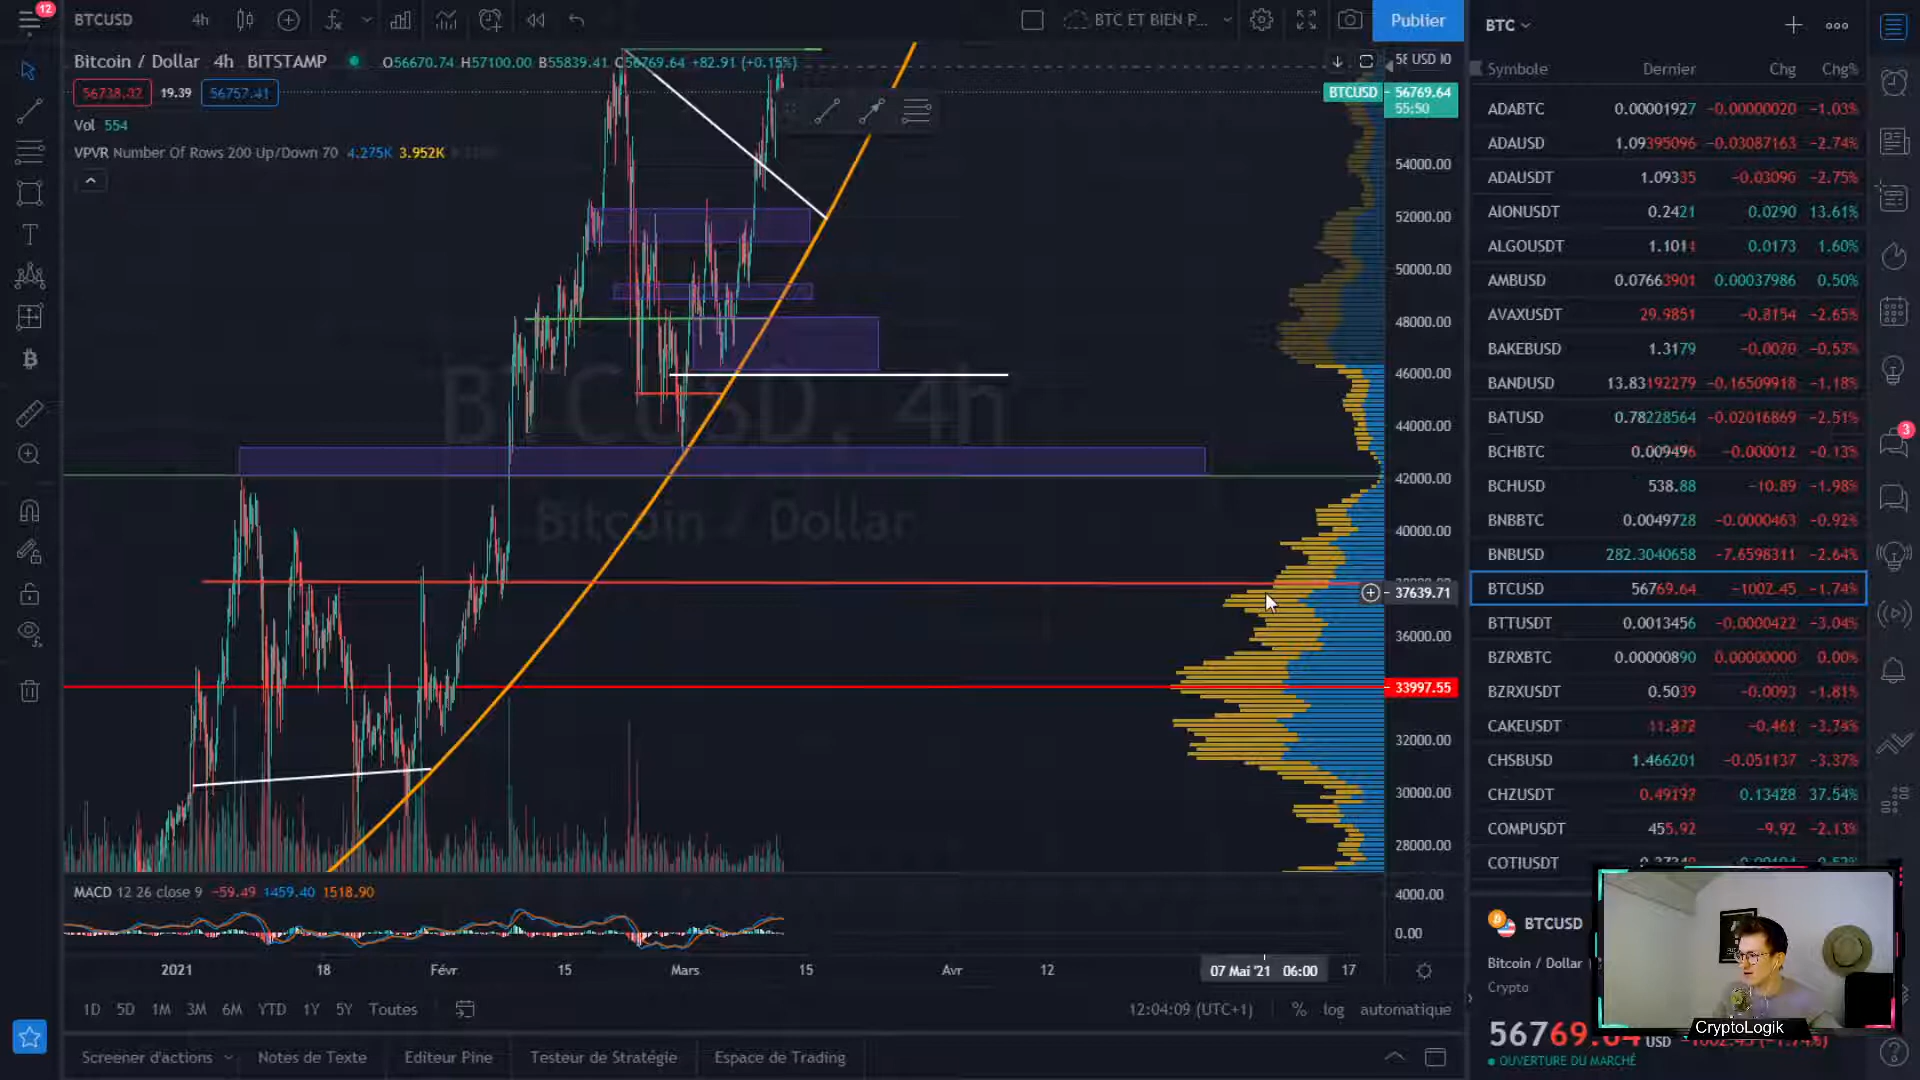 12
BTCUSD 4h BTC ET BIEN P... Publier BTC
Bitcoin / Dollar 4h BITSTAMP O56670.74 H57100.00 B55839.41 C56769.64 +82.91 (+0.15%)
56738.02 19.39 56757.41
Vol 554
VPVR Number Of Rows 200 Up/Down 70 4.275K 3.952K
BTCUSD 56769.64
55:50
54000.00
52000.00
50000.00
48000.00
46000.00
44000.00
42000.00
40000.00
37639.71
36000.00
33997.55
32000.00
30000.00
28000.00
BTCUSD, 4h
Bitcoin / Dollar
MACD 12 26 close 9 -59.49 1459.40 1518.90
4000.00
0.00
2021 18 Févr 15 Mars 15 Avr 12 07 Mai '21 06:00 17
1D 5D 1M 3M 6M YTD 1Y 5Y Toutes 12:04:09 (UTC+1) % log automatique
Screener d'actions Notes de Texte Editeur Pine Testeur de Stratégie Espace de Trading
Symbole Dernier Chg Chg%
ADABTC 0.00001927 -0.00000020 -1.03%
ADAUSD 1.09395096 -0.03087163 -2.74%
ADAUSDT 1.09335 -0.03096 -2.75%
AIONUSDT 0.2421 0.0290 13.61%
ALGOUSDT 1.1014 0.0173 1.60%
AMBUSD 0.07663901 0.00037986 0.50%
AVAXUSDT 29.9851 -0.8154 -2.65%
BAKEBUSD 1.3179 -0.0070 -0.53%
BANDUSD 13.83192279 -0.16509918 -1.18%
BATUSD 0.78228564 -0.02016869 -2.51%
BCHBTC 0.009496 -0.000012 -0.13%
BCHUSD 538.88 -10.89 -1.98%
BNBBTC 0.0049728 -0.0000463 -0.92%
BNBUSD 282.3040658 -7.6598311 -2.64%
BTCUSD 56769.64 -1002.45 -1.74%
BTTUSDT 0.0013456 -0.0000422 -3.04%
BZRXBTC 0.00000890 0.00000000 0.00%
BZRXUSDT 0.5039 -0.0093 -1.81%
CAKEUSDT 11.872 -0.461 -3.74%
CHSBUSD 1.466201 -0.051137 -3.37%
CHZUSDT 0.49197 0.13428 37.54%
COMPUSDT 455.92 -9.92 -2.13%
COTIUSDT
3
BTCUSD
Bitcoin / Dollar
Crypto
56769.64 USD -1002.45 (-1.74%)
OUVERTURE DU MARCHÉ
CryptoLogik